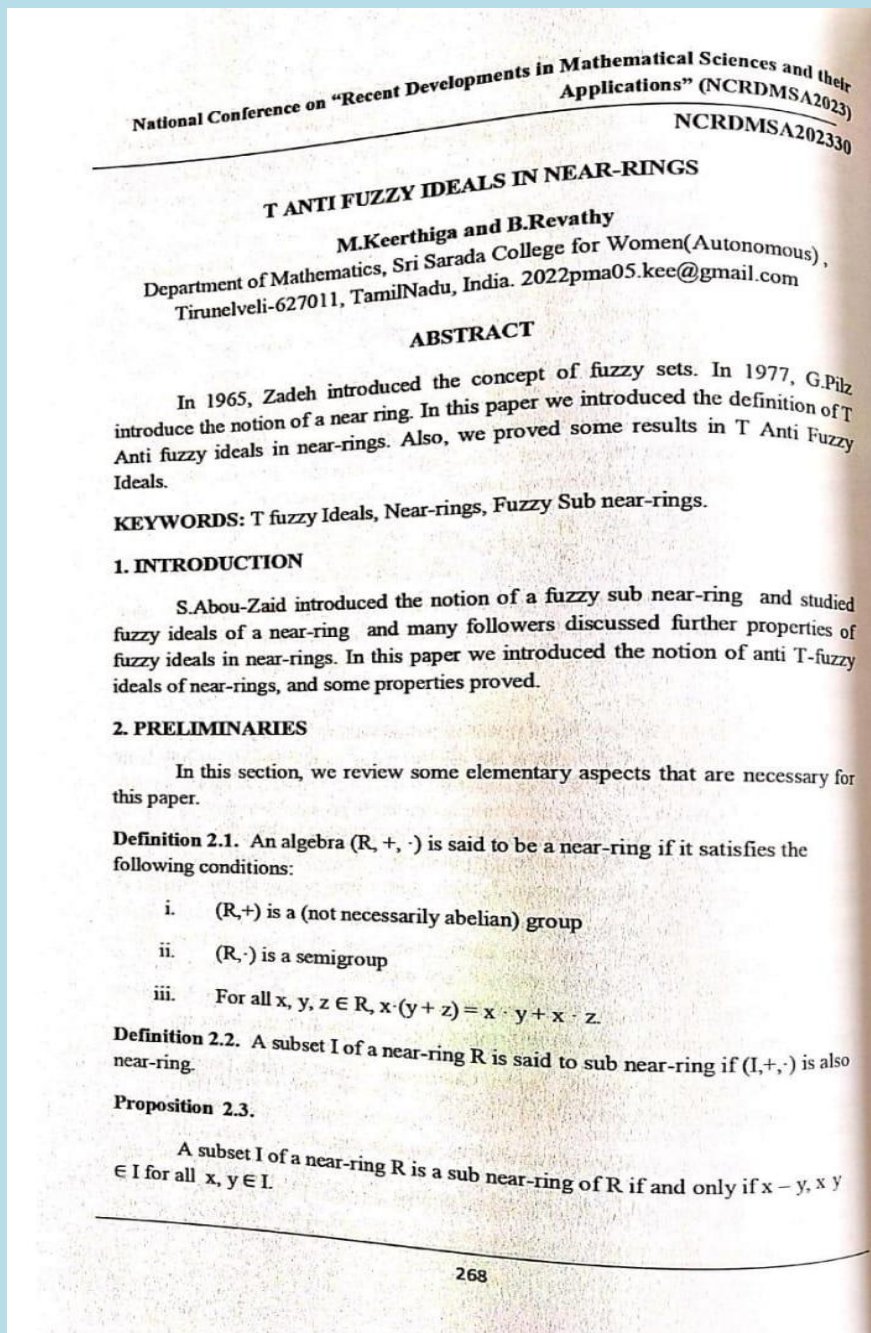 National Conference on “Recent Developments in Mathematical Sciences and their
Applications” (NCRDMSA2023)
NCRDMSA202330
T ANTI FUZZY IDEALS IN NEAR-RINGS
M.Keerthiga and B.Revathy
Department of Mathematics, Sri Sarada College for Women(Autonomous),
Tirunelveli-627011, TamilNadu, India. 2022pma05.kee@gmail.com
ABSTRACT
In 1965, Zadeh introduced the concept of fuzzy sets. In 1977, G.Pilz
introduce the notion of a near ring. In this paper we introduced the definition of T
Anti fuzzy ideals in near-rings. Also, we proved some results in T Anti Fuzzy
Ideals.
KEYWORDS: T fuzzy Ideals, Near-rings, Fuzzy Sub near-rings.
1. INTRODUCTION
S.Abou-Zaid introduced the notion of a fuzzy sub near-ring and studied
fuzzy ideals of a near-ring and many followers discussed further properties of
fuzzy ideals in near-rings. In this paper we introduced the notion of anti T-fuzzy
ideals of near-rings, and some properties proved.
2. PRELIMINARIES
In this section, we review some elementary aspects that are necessary for
this paper.
Definition 2.1. An algebra (R, +, ·) is said to be a near-ring if it satisfies the
following conditions:
i. (R,+) is a (not necessarily abelian) group
ii. (R,·) is a semigroup
iii. For all x, y, z ∈ R, x·(y + z) = x · y + x · z.
Definition 2.2. A subset I of a near-ring R is said to sub near-ring if (I,+,·) is also
near-ring.
Proposition 2.3.
A subset I of a near-ring R is a sub near-ring of R if and only if x – y, x y
∈ I for all x, y ∈ I.
268